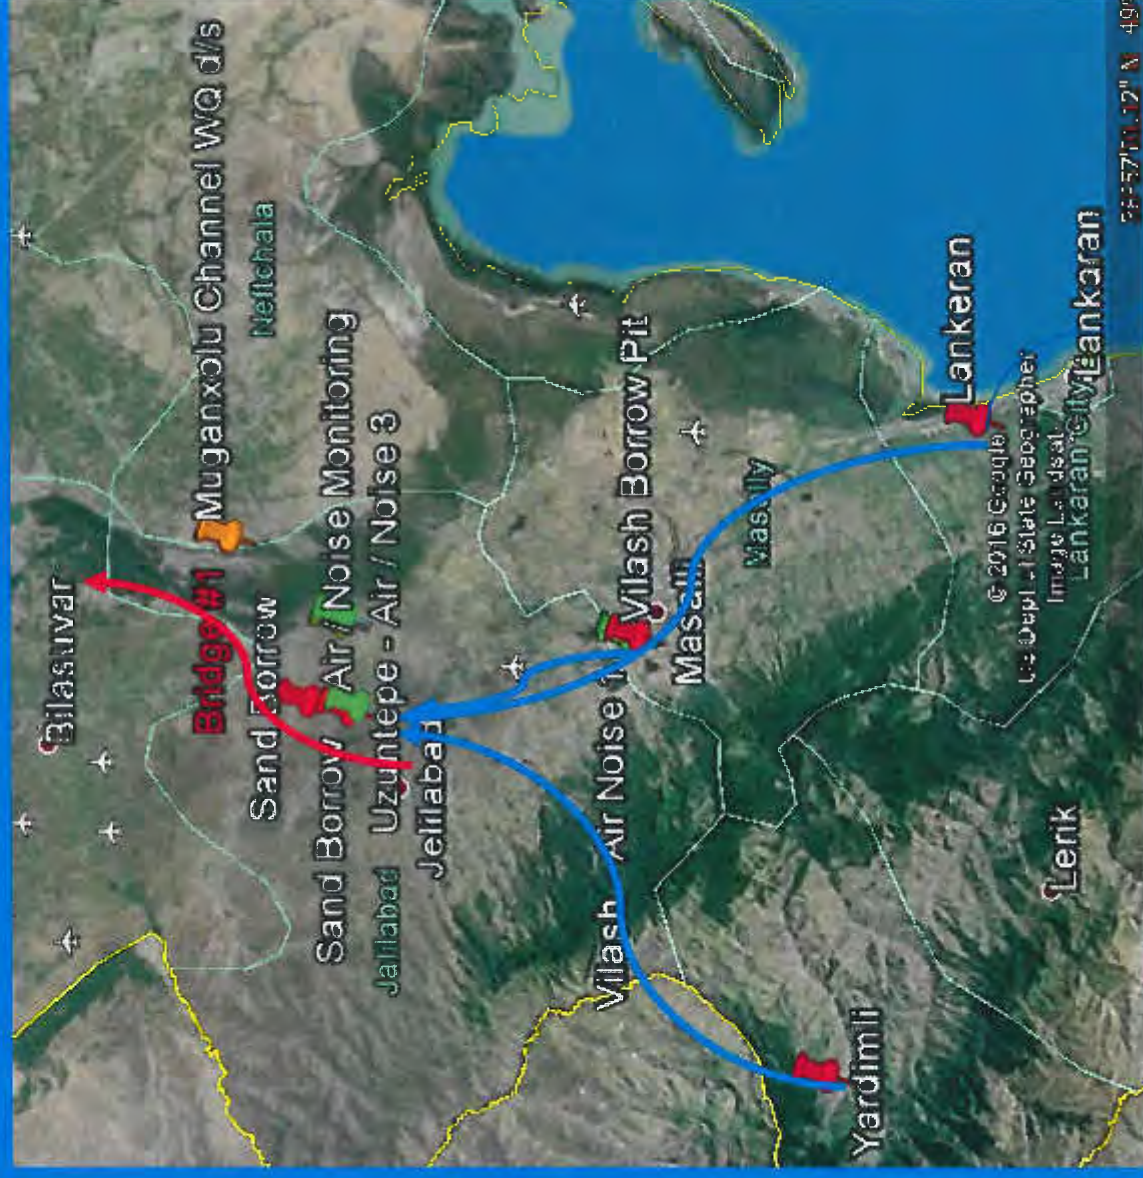 Bilasuvar
Muganxolu Channel WQ d/s
Bridge #1
Neftchala
Sand Borrow
Sand Borrow Air / Noise Monitoring
Uzuntepe - Air / Noise 3
Jalilabad
Jelilabad
Vilash Air Noise 1
Vilash Borrow Pit
Masalli
Masally
Lankeran
Yardimli
© 2016 Google
US Dept of State Geographer
Image Landsat
Lankaran City
Lankaran
Lerik